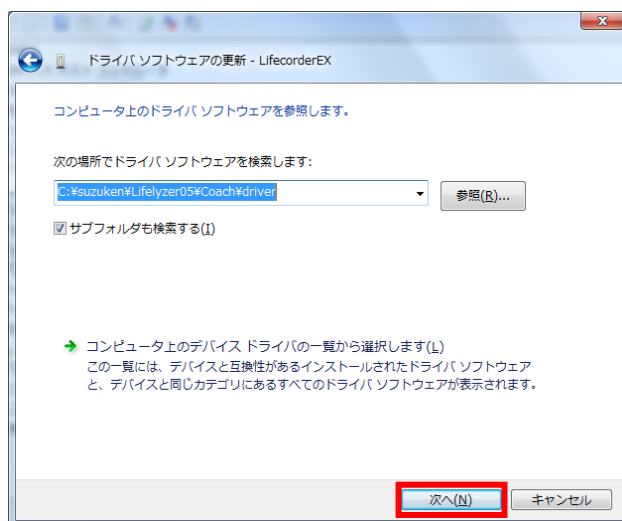 ドライバ ソフトウェアの更新 - LifecorderEX
コンピュータ上のドライバ ソフトウェアを参照します。
次の場所でドライバ ソフトウェアを検索します:
C:¥suzuken¥Lifelyzer05¥Coach¥driver
参照(R)...
サブフォルダも検索する(I)
コンピュータ上のデバイス ドライバの一覧から選択します(L)
この一覧には、デバイスと互換性があるインストールされたドライバ ソフトウェア
と、デバイスと同じカテゴリにあるすべてのドライバ ソフトウェアが表示されます。
次へ(N)
キャンセル